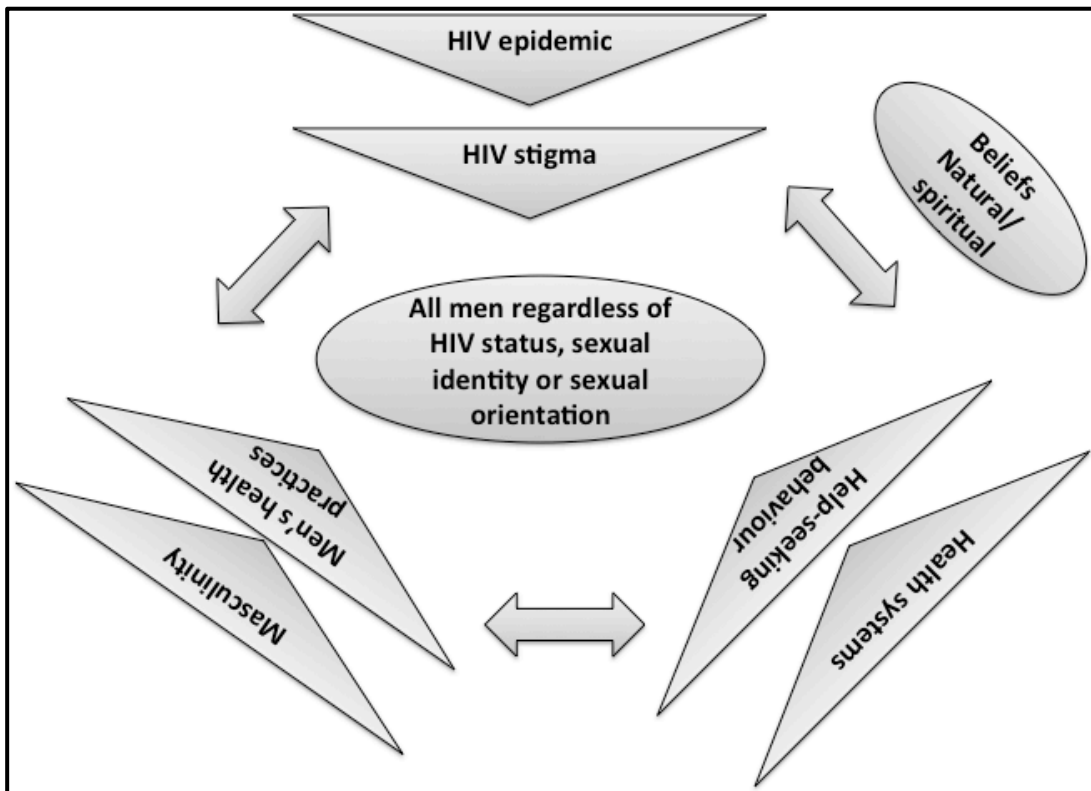 HIV epidemic
HIV stigma
Beliefs
Natural/
spiritual
All men regardless of
HIV status, sexual
identity or sexual
orientation
Men's health
practices
Masculinity
Help-seeking
behaviour
Health systems